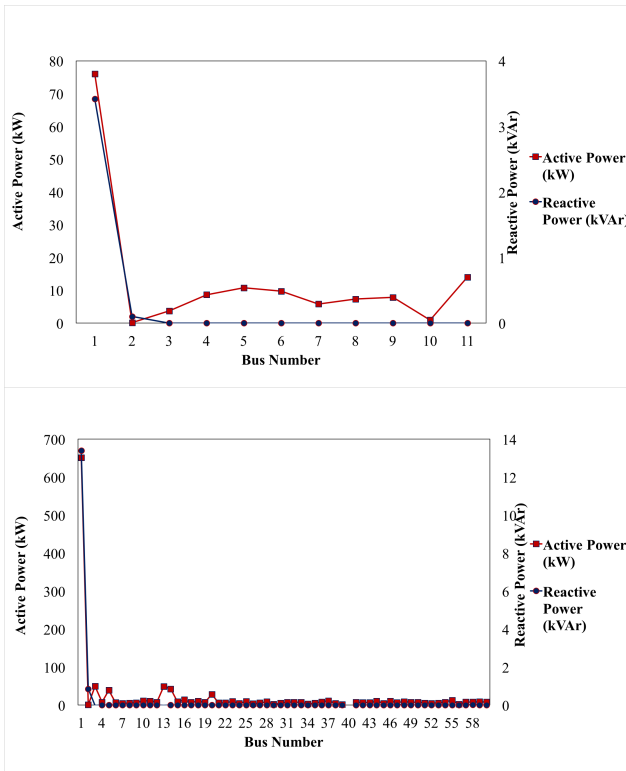 80
70
60
50
40
30
20
10
0
Active Power (kW)
4
3
2
1
0
Reactive Power (kVAr)
1 2 3 4 5 6 7 8 9 10 11
Bus Number
Active Power
(kW)
Reactive
Power (kVAr)
700
600
500
400
300
200
100
0
Active Power (kW)
14
12
10
8
6
4
2
0
Reactive Power (kVAr)
1 4 7 10 13 16 19 22 25 28 31 34 37 40 43 46 49 52 55 58
Bus Number
Active Power
(kW)
Reactive
Power
(kVAr)